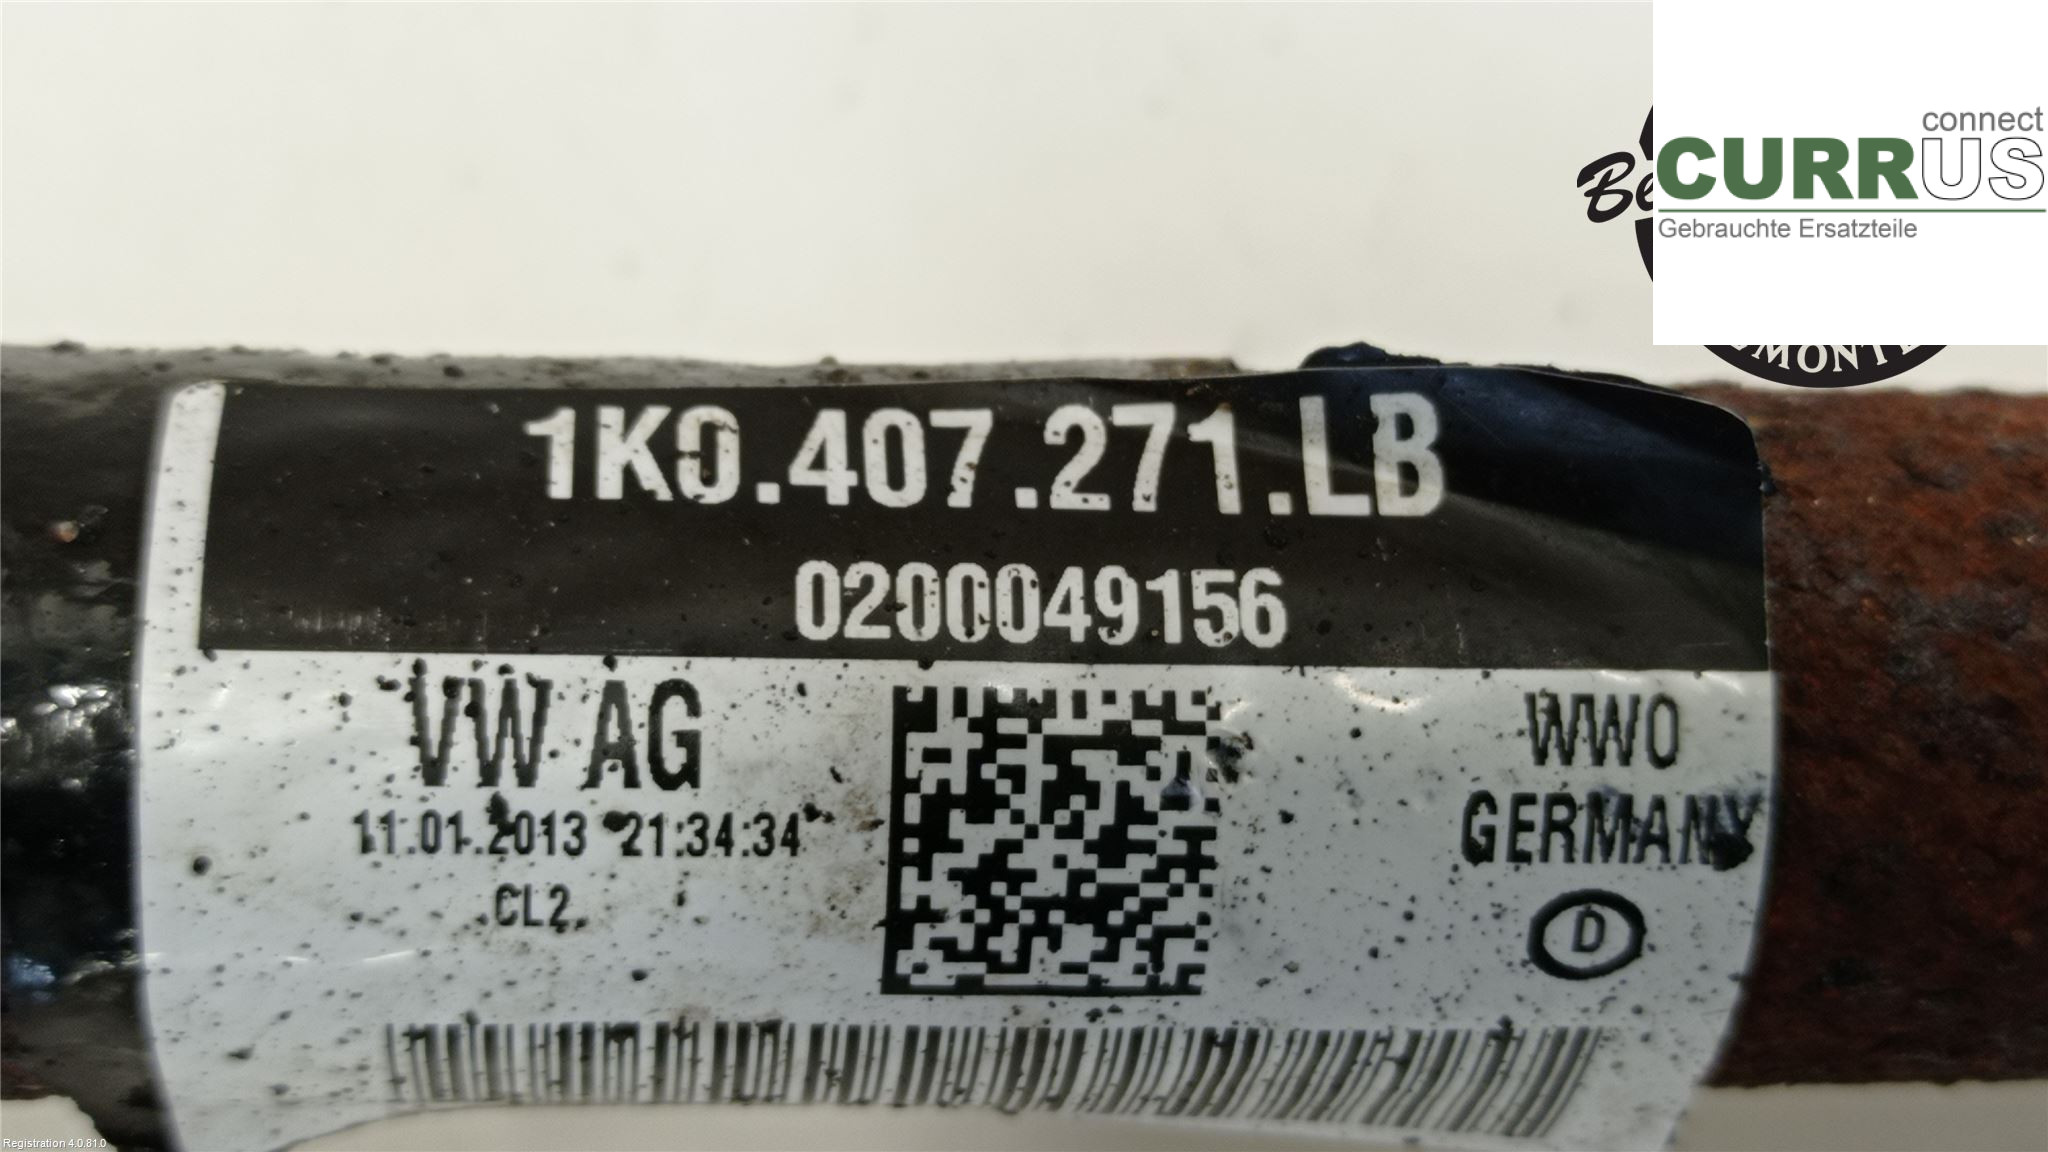 connect
CURRUS
Gebrauchte Ersatzteile
1K0.407.271.LB
0200049156
VW AG
11.01.2013 21:34:34
CL2
WWO
GERMANY
D
Registration 4.0.81.0